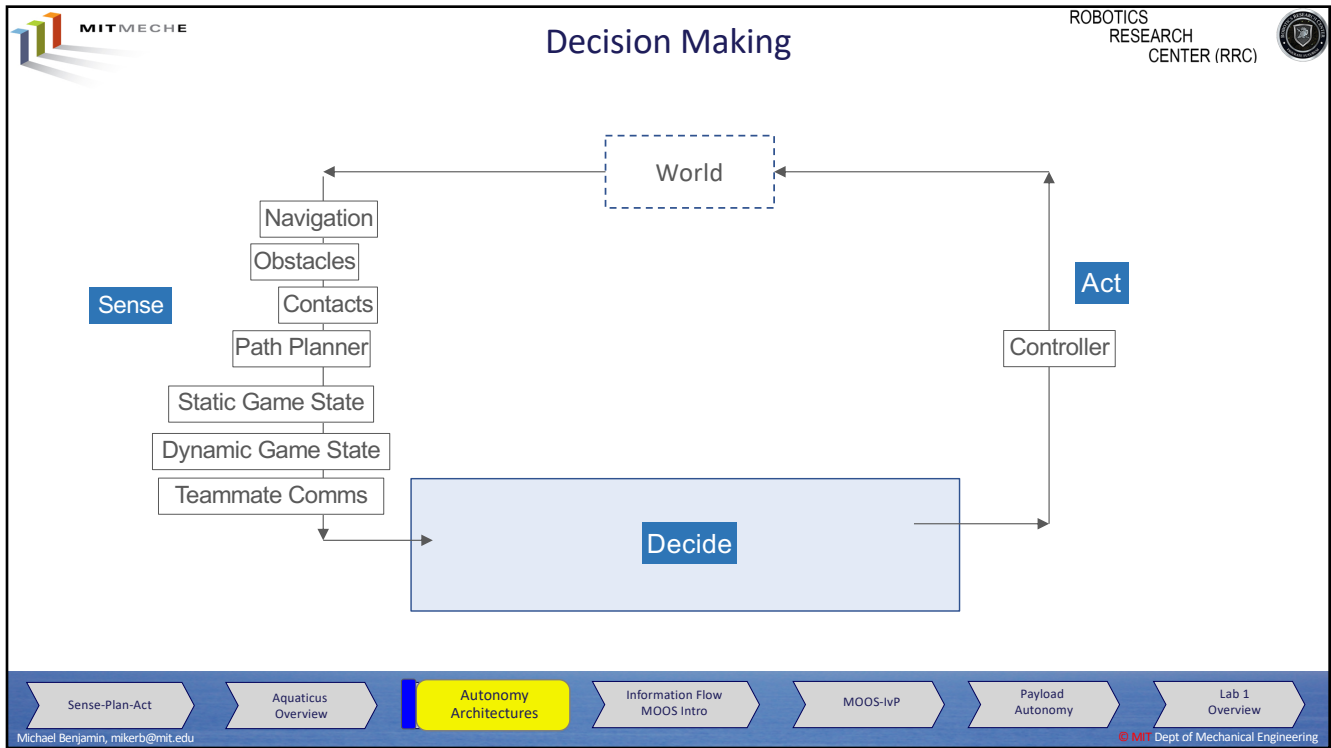 MITMECHE
Decision Making
ROBOTICS
RESEARCH
CENTER (RRC)
World
Navigation
Obstacles
Sense
Contacts
Path Planner
Static Game State
Dynamic Game State
Teammate Comms
Act
Controller
Decide
Sense-Plan-Act
Aquaticus
Overview
Autonomy
Architectures
Information Flow
MOOS Intro
MOOS-IvP
Payload
Autonomy
Lab 1
Overview
Michael Benjamin, mikerb@mit.edu
© MIT Dept of Mechanical Engineering